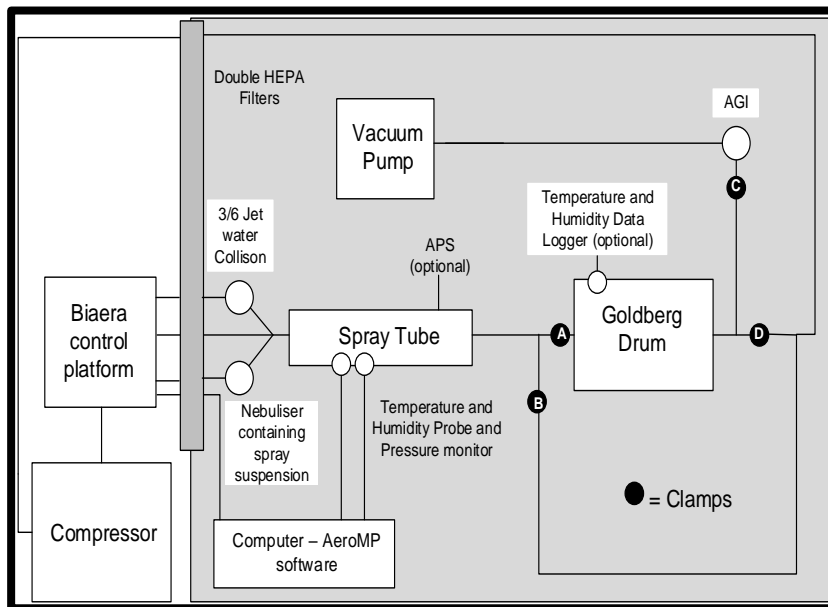 Double HEPA
Filters
Vacuum
Pump
AGI
C
3/6 Jet
water
Collison
Temperature and
Humidity Data
Logger (optional)
APS
(optional)
Biaera
control
platform
Spray Tube
A
Goldberg
Drum
D
B
Nebuliser
containing
spray
suspension
Temperature and
Humidity Probe and
Pressure monitor
= Clamps
Compressor
Computer – AeroMP
software